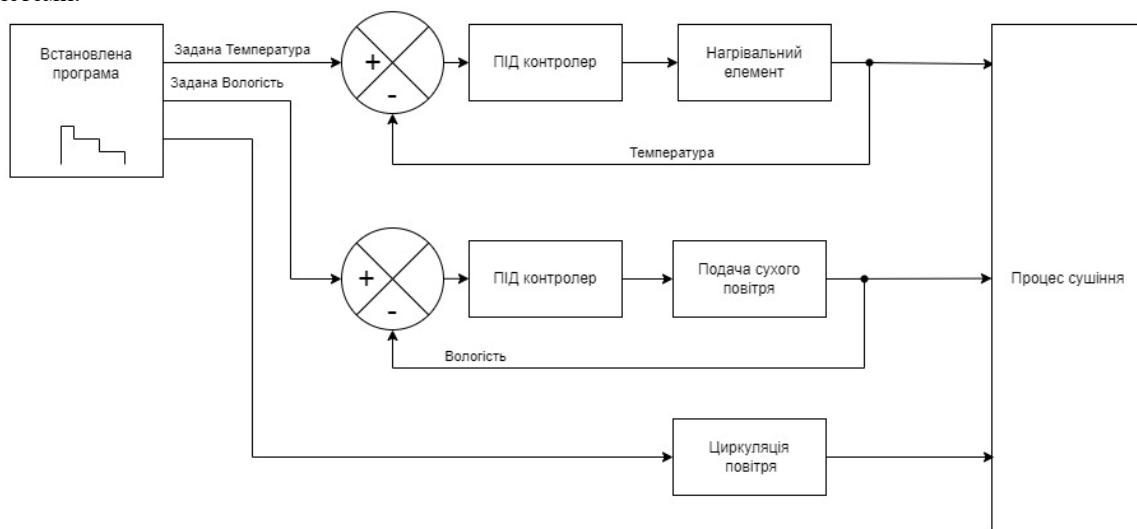 Встановлена
програма
Задана Температура
Задана Вологість
+
-
ПІД контролер
Нагрівальний
елемент
Температура
+
-
ПІД контролер
Подача сухого
повітря
Вологість
Процес сушіння
Циркуляція
повітря